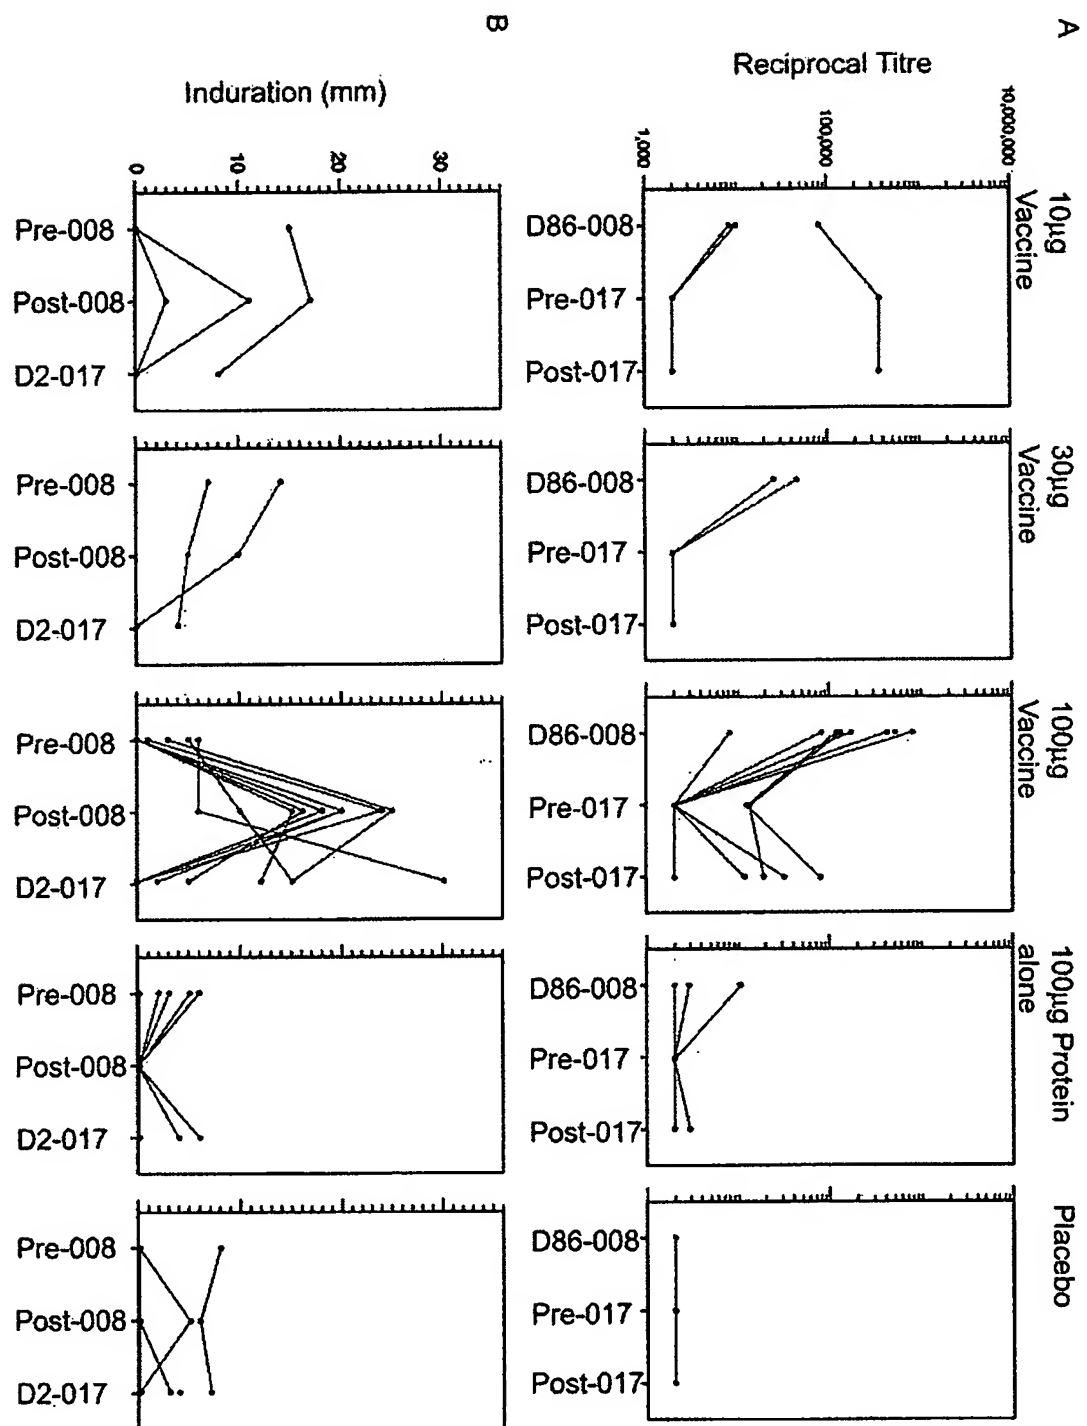 A
Reciprocal Titre
10,000,000
100,000
1,000
10µg
Vaccine
D86-008
Pre-017
Post-017
30µg
Vaccine
D86-008
Pre-017
Post-017
100µg
Vaccine
D86-008
Pre-017
Post-017
100µg Protein
alone
D86-008
Pre-017
Post-017
Placebo
D86-008
Pre-017
Post-017
B
Induration (mm)
30
20
10
0
Pre-008
Post-008
D2-017
Pre-008
Post-008
D2-017
Pre-008
Post-008
D2-017
Pre-008
Post-008
D2-017
Pre-008
Post-008
D2-017